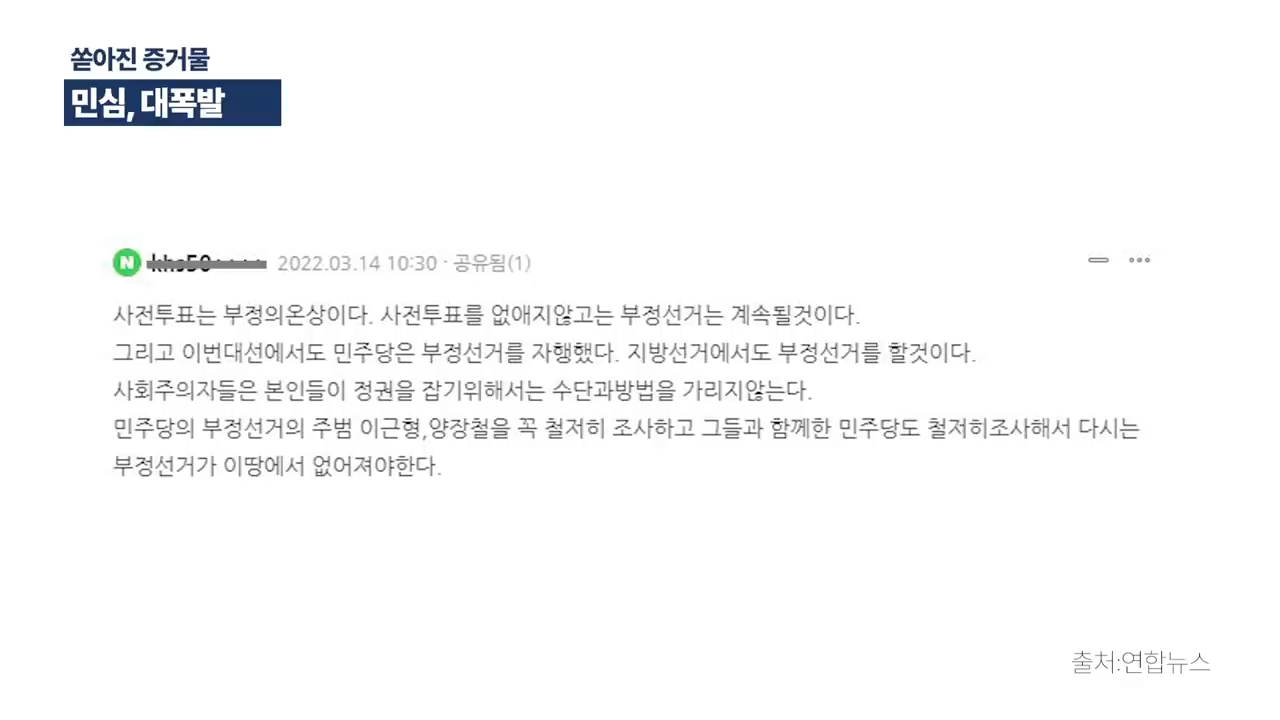 쏟아진 증거물
민심, 대폭발
N 2022.03.14 10:30 · 공유됨(1)
사전투표는 부정의온상이다. 사전투표를 없애지않고는 부정선거는 계속될것이다.
그리고 이번대선에서도 민주당은 부정선거를 자행했다. 지방선거에서도 부정선거를 할것이다.
사회주의자들은 본인들이 정권을 잡기위해서는 수단과방법을 가리지않는다.
민주당의 부정선거의 주범 이근형,양장철을 꼭 철저히 조사하고 그들과 함께한 민주당도 철저히조사해서 다시는
부정선거가 이땅에서 없어져야한다.
출처:연합뉴스